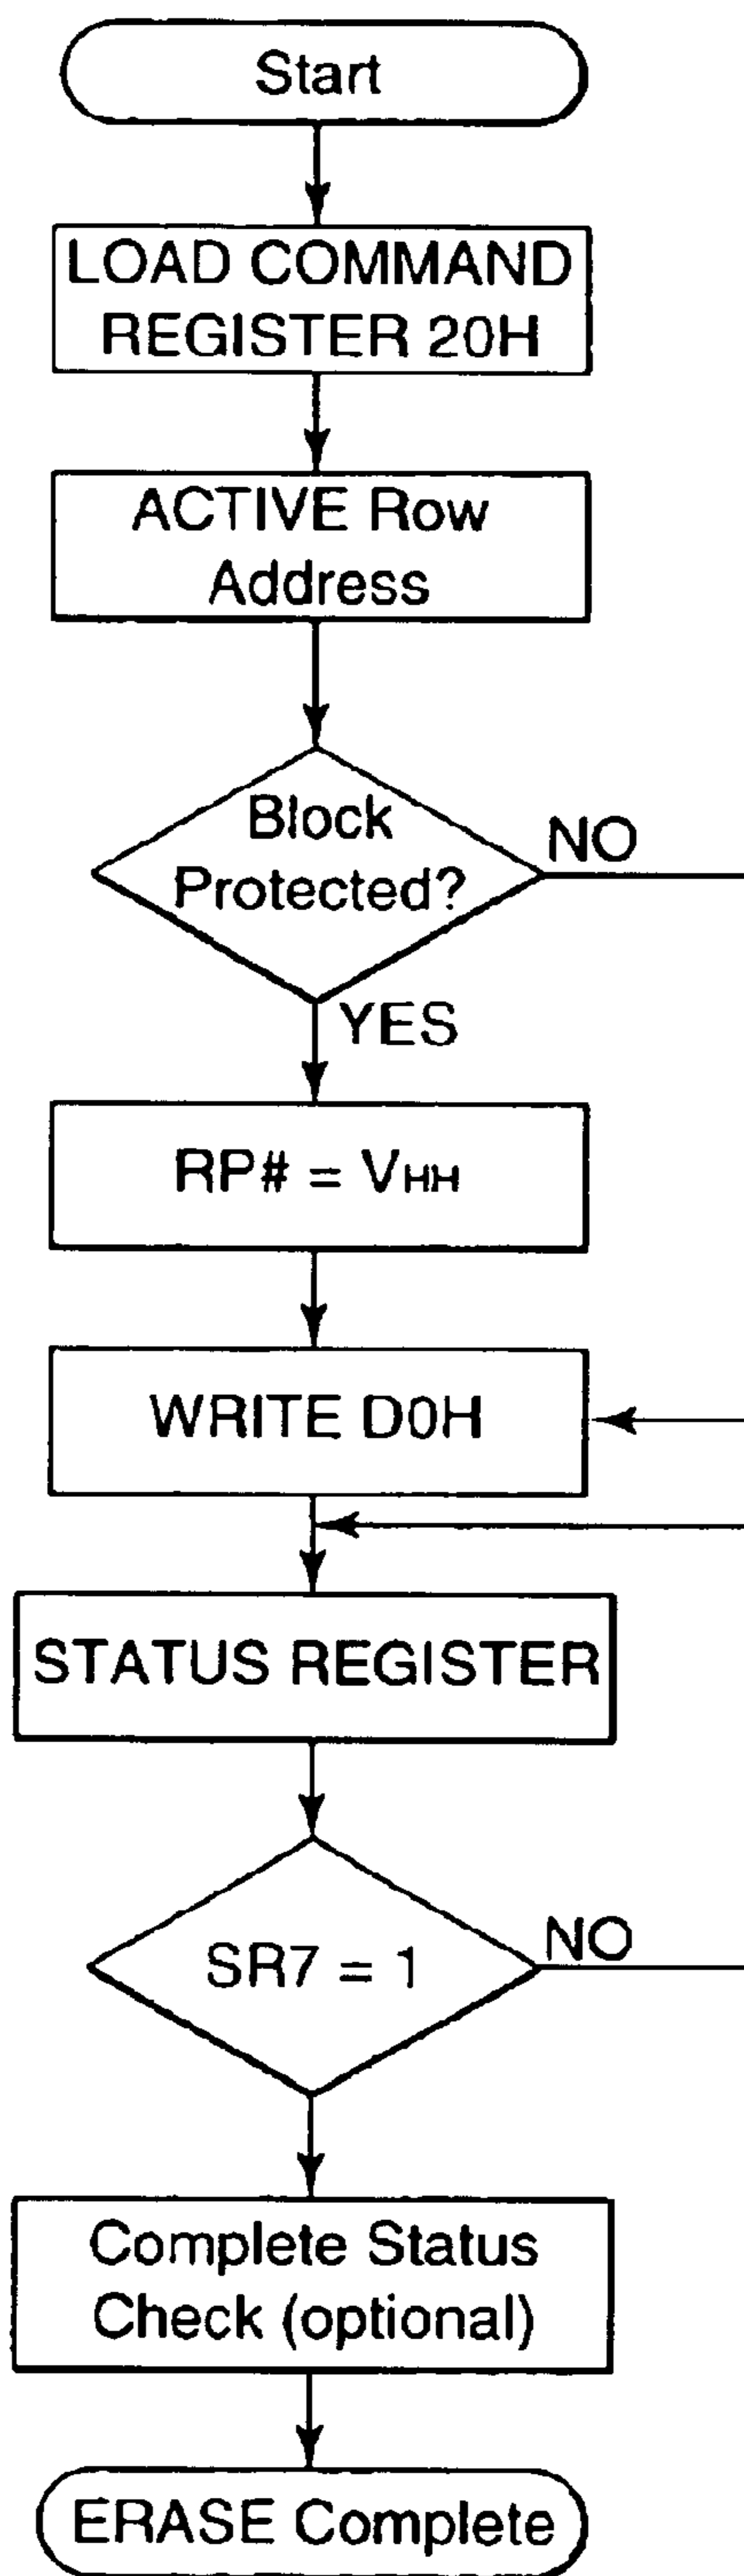 Start
LOAD COMMAND
REGISTER 20H
ACTIVE Row
Address
Block
Protected?
NO
YES
RP# = VHH
WRITE D0H
STATUS REGISTER
SR7 = 1
NO
Complete Status
Check (optional)
ERASE Complete